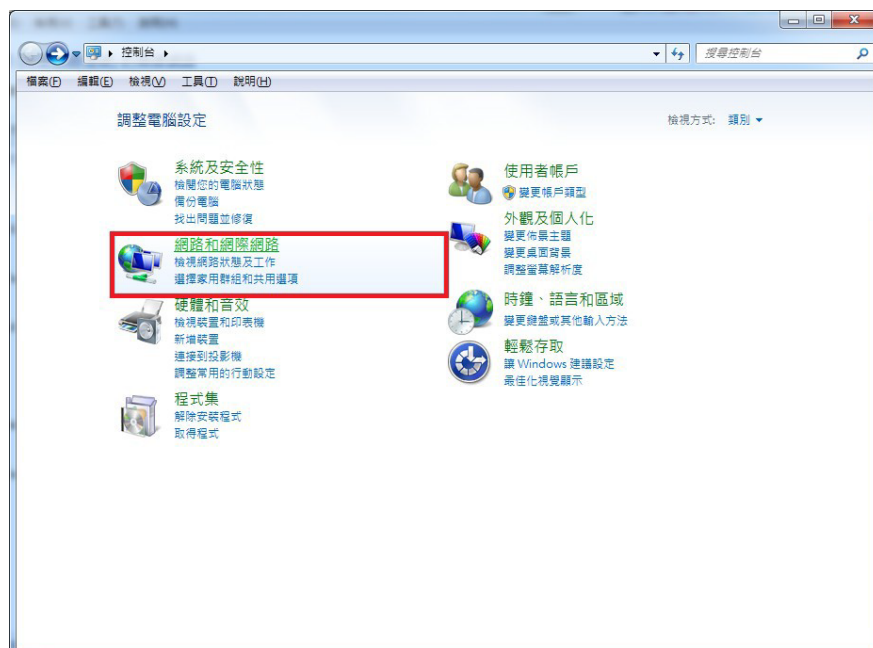 控制台
搜尋控制台
檔案(F) 編輯(E) 檢視(V) 工具(T) 說明(H)
調整電腦設定
檢視方式: 類別
系統及安全性
檢閱您的電腦狀態
備份電腦
找出問題並修復
網路和網際網路
檢視網路狀態及工作
選擇家用群組和共用選項
硬體和音效
檢視裝置和印表機
新增裝置
連接到投影機
調整常用的行動設定
程式集
解除安裝程式
取得程式
使用者帳戶
變更帳戶類型
外觀及個人化
變更佈景主題
變更桌面背景
調整螢幕解析度
時鐘、語言和區域
變更鍵盤或其他輸入方法
輕鬆存取
讓 Windows 建議設定
最佳化視覺顯示